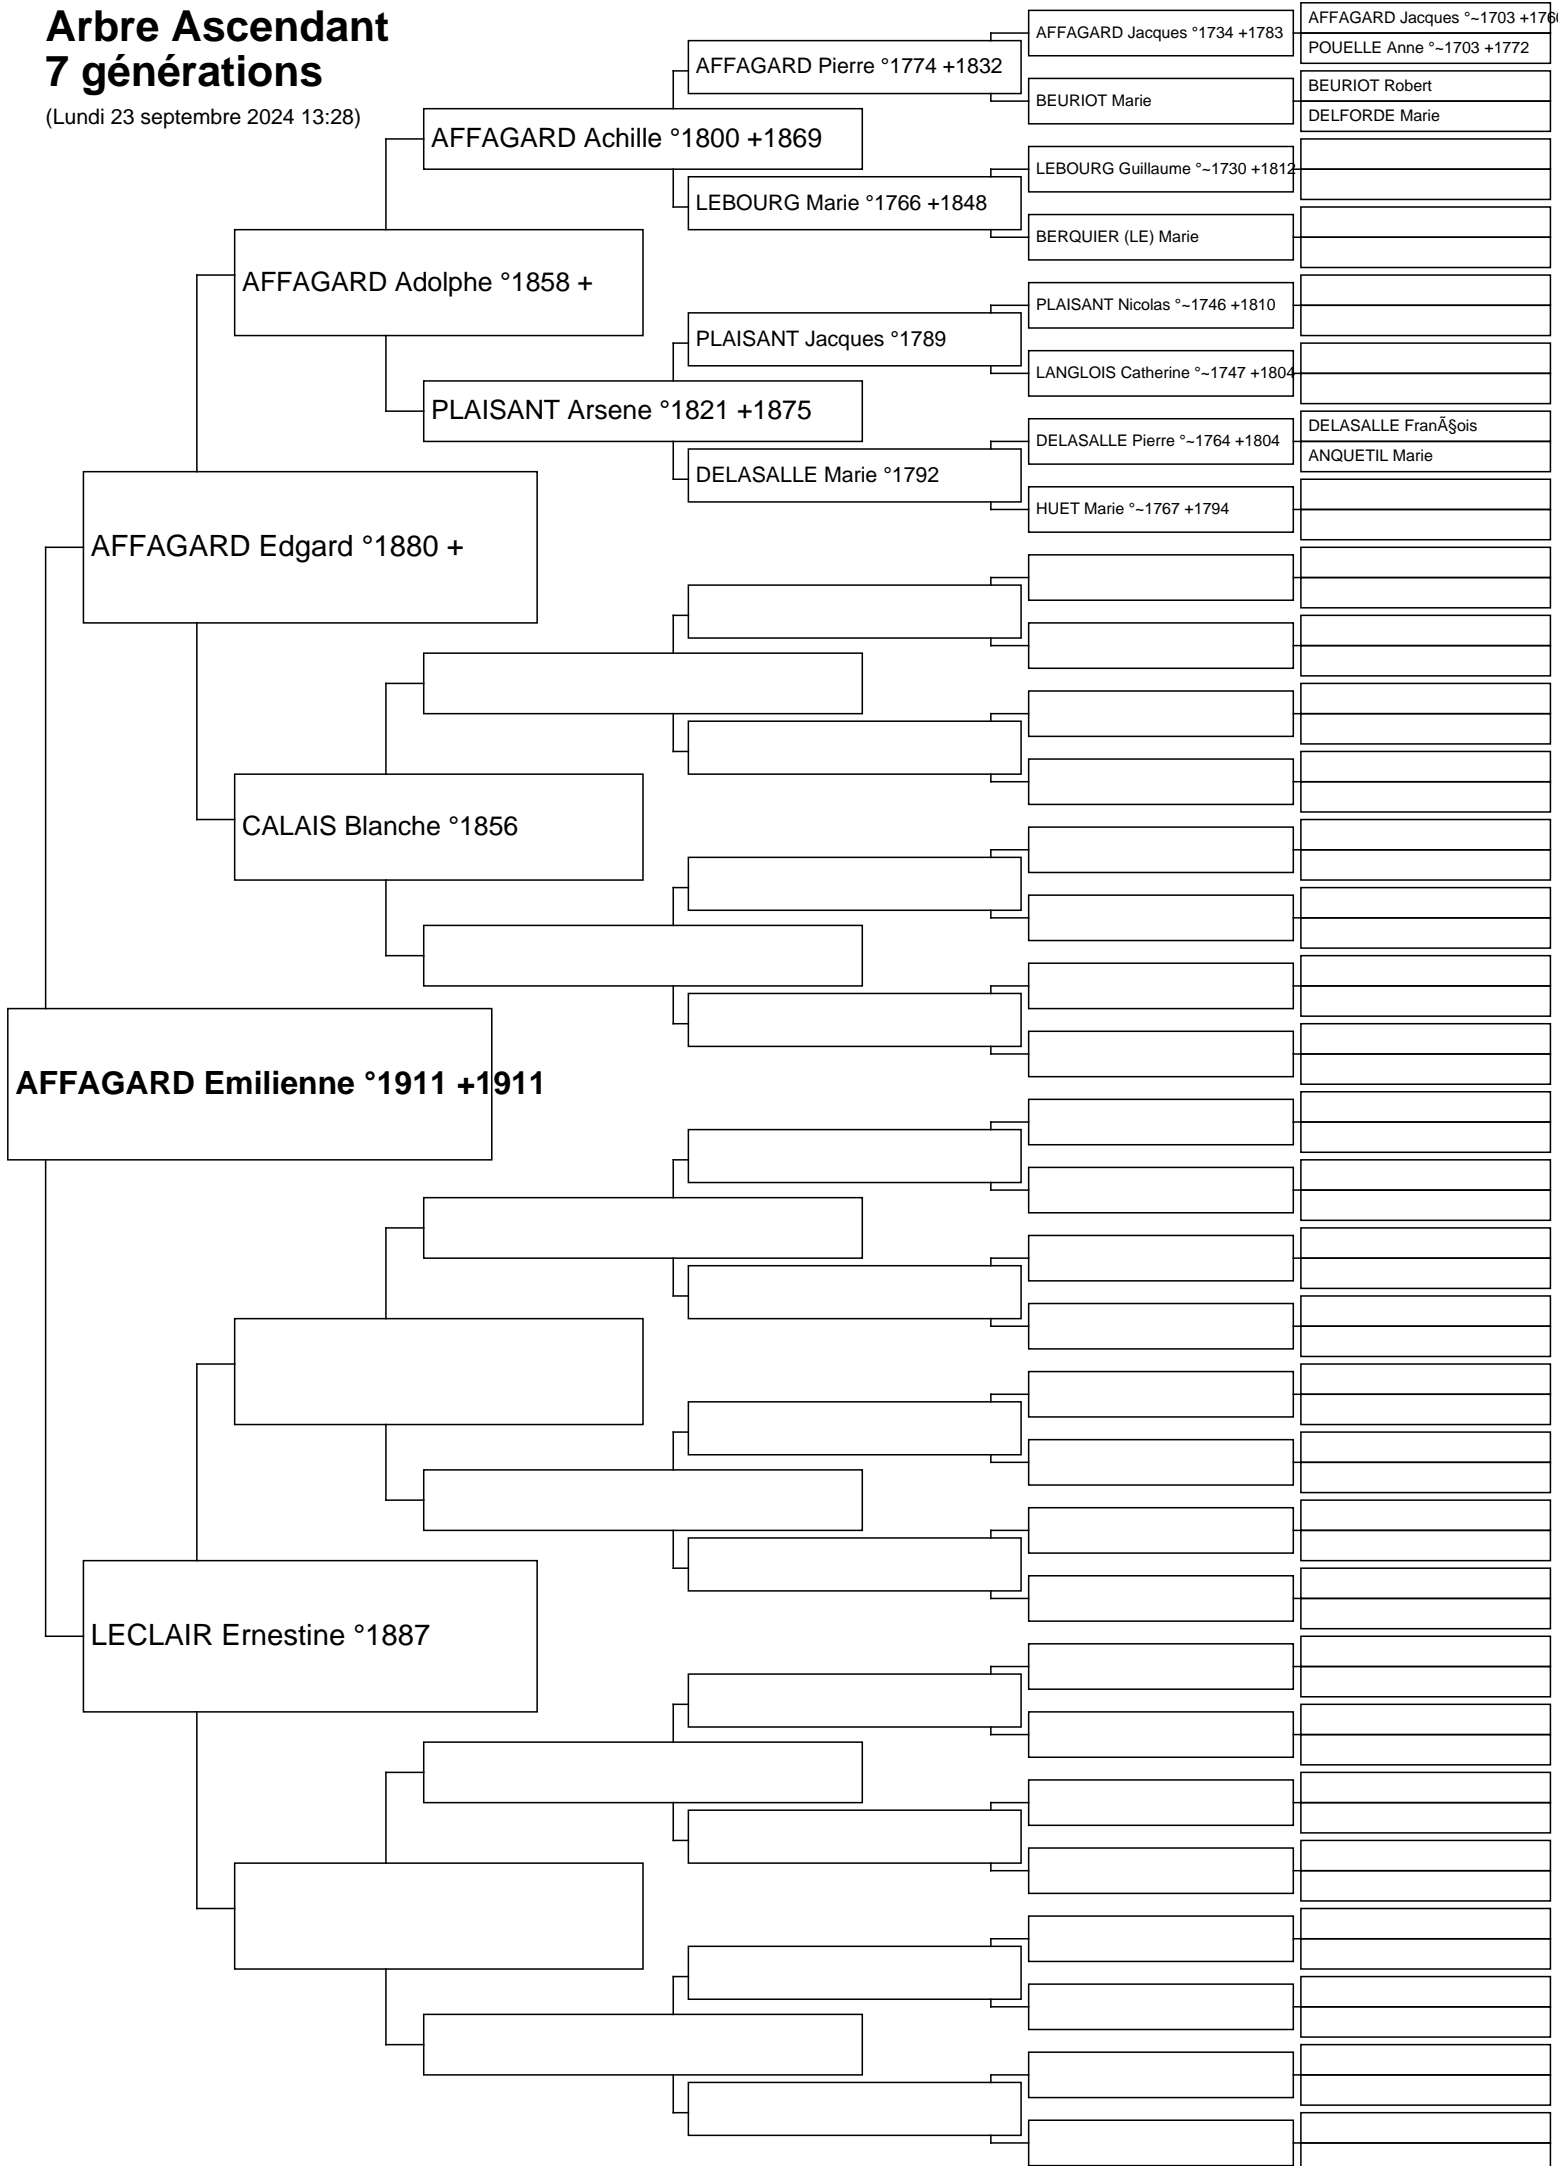 Arbre Ascendant
7 générations
(Lundi 23 septembre 2024 13:28)
AFFAGARD Emilienne °1911 +1911
AFFAGARD Edgard °1880 +
LECLAIR Ernestine °1887
AFFAGARD Adolphe °1858 +
CALAIS Blanche °1856
AFFAGARD Achille °1800 +1869
PLAISANT Arsene °1821 +1875
AFFAGARD Pierre °1774 +1832
LEBOURG Marie °1766 +1848
PLAISANT Jacques °1789
DELASALLE Marie °1792
AFFAGARD Jacques °1734 +1783
BEURIOT Marie
LEBOURG Guillaume °~1730 +1812
BERQUIER (LE) Marie
PLAISANT Nicolas °~1746 +1810
LANGLOIS Catherine °~1747 +1804
DELASALLE Pierre °~1764 +1804
HUET Marie °~1767 +1794
AFFAGARD Jacques °~1703
POUELLE Anne °~1703 +1772
BEURIOT Robert
DELFORDE Marie
DELASALLE FranÃ§ois
ANQUETIL Marie